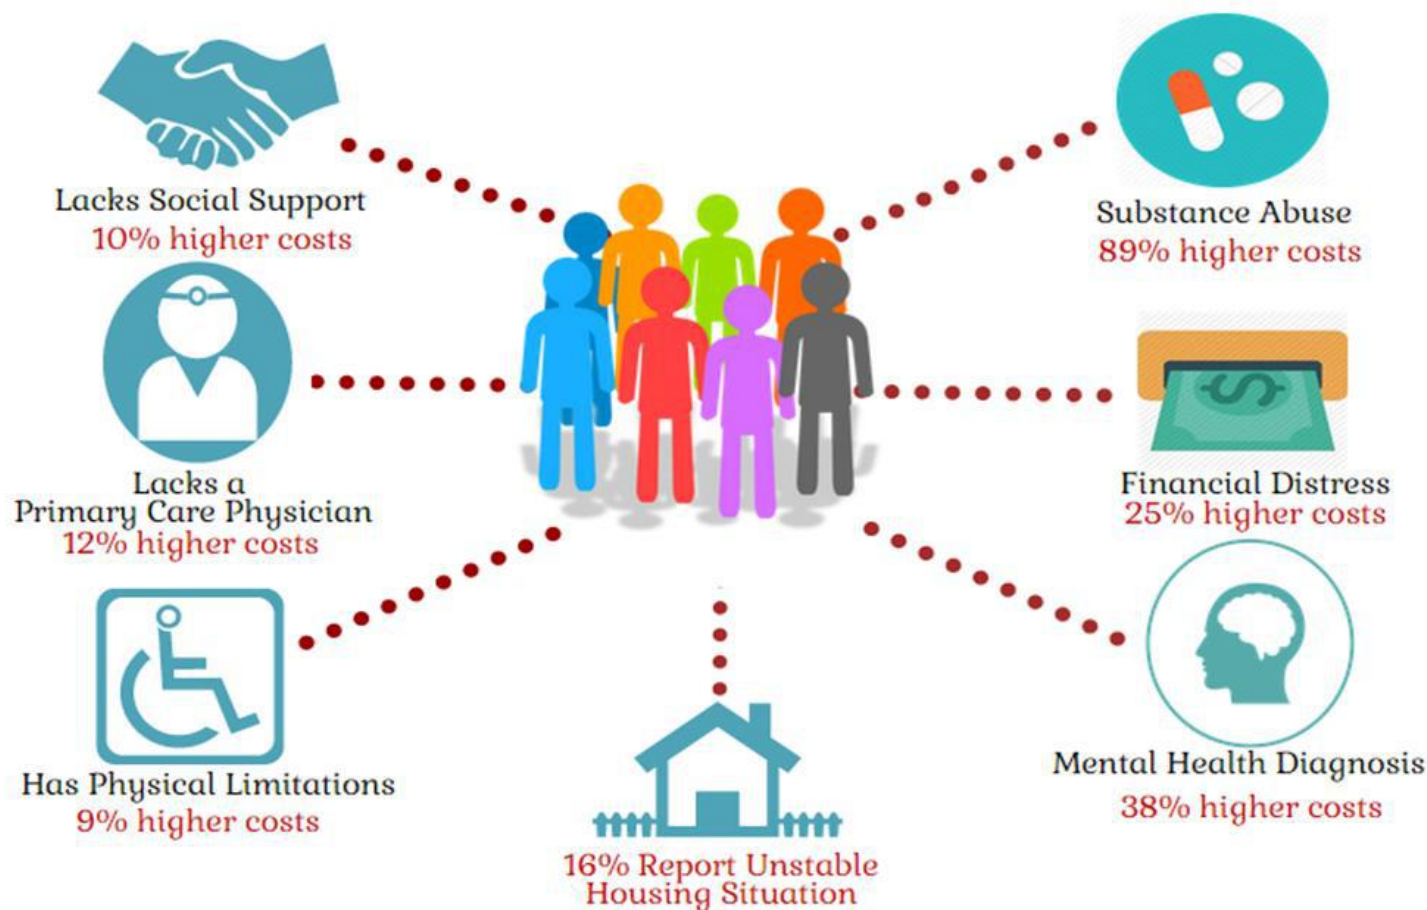 Lacks Social Support
10% higher costs
Lacks a
Primary Care Physician
12% higher costs
Has Physical Limitations
9% higher costs
16% Report Unstable
Housing Situation
Substance Abuse
89% higher costs
Financial Distress
25% higher costs
Mental Health Diagnosis
38% higher costs